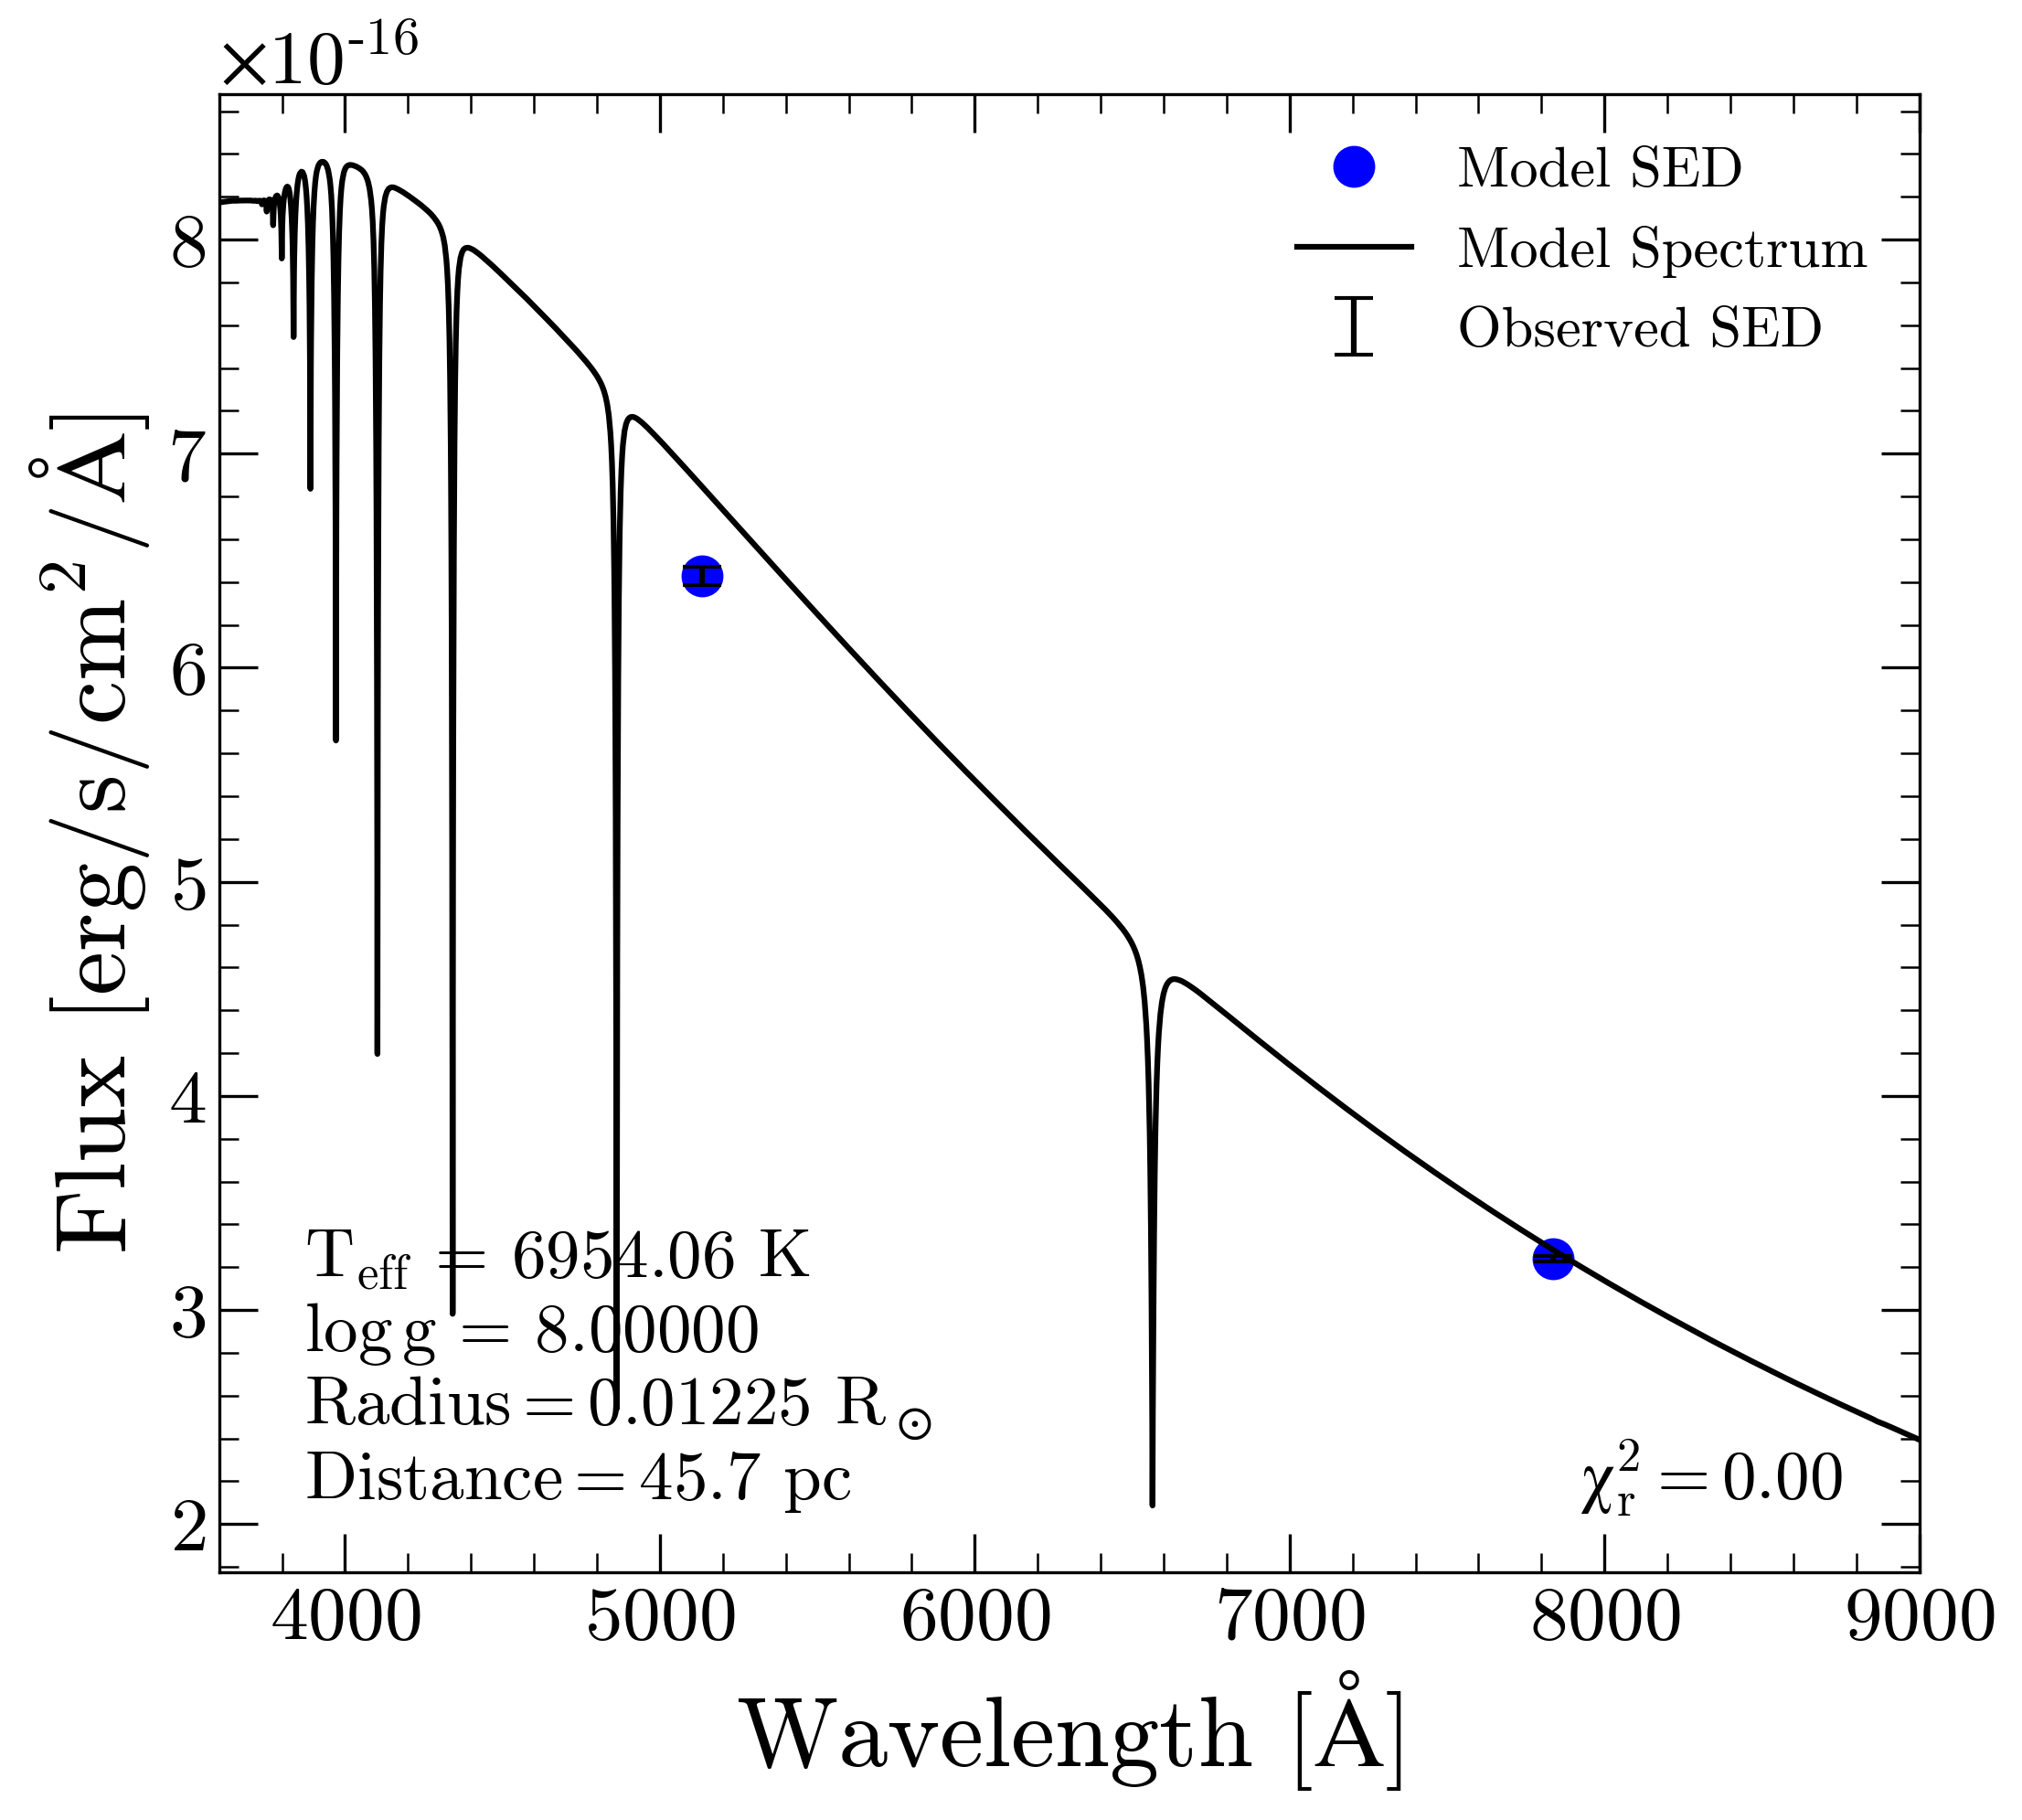 ×10-16
Model SED
Model Spectrum
Observed SED
8
7
6
5
4
3
2
Flux [erg/s/cm2/Å]
Teff = 6954.06 K
log g = 8.00000
Radius = 0.01225 R⊙
Distance = 45.7 pc
χ2r = 0.00
4000 5000 6000 7000 8000 9000
Wavelength [Å]